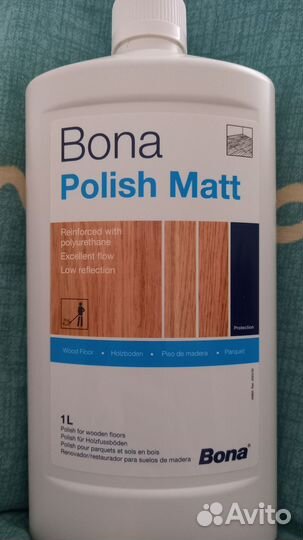 Bona
Polish Matt
Reinforced with
polyurethane
Excellent flow
Low reflection
Protection
Wood Floor • Holzboden • Piso de madera • Parquet
1L
Polish for wooden floors
Polish für Holzfussböden
Polish pour parquets et sols en bois
Renovador/restaurador para suelos de madera
Bona®
Avito